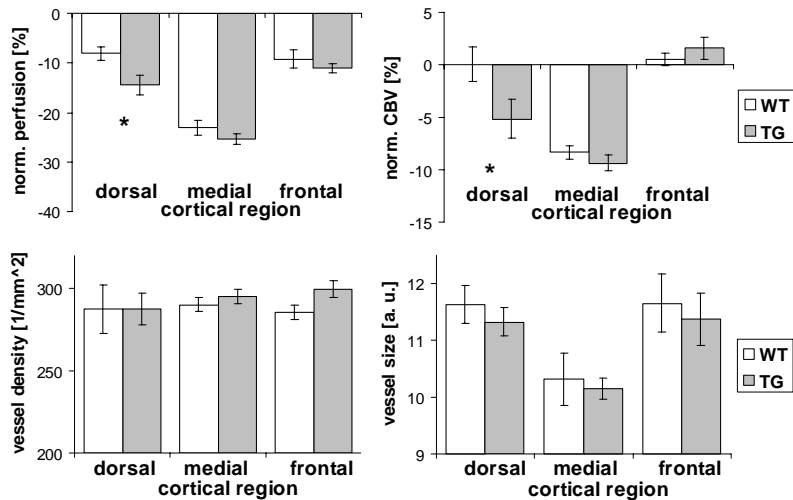 norm. perfusion [%]
0
-10
-20
-30
-40
*
dorsal medial frontal
cortical region
norm. CBV [%]
10
5
0
-5
-10
-15
*
dorsal medial frontal
cortical region
WT
TG
vessel density [1/mm^2]
300
250
200
dorsal medial frontal
cortical region
vessel size [a. u.]
12
11
10
9
dorsal medial frontal
cortical region
WT
TG